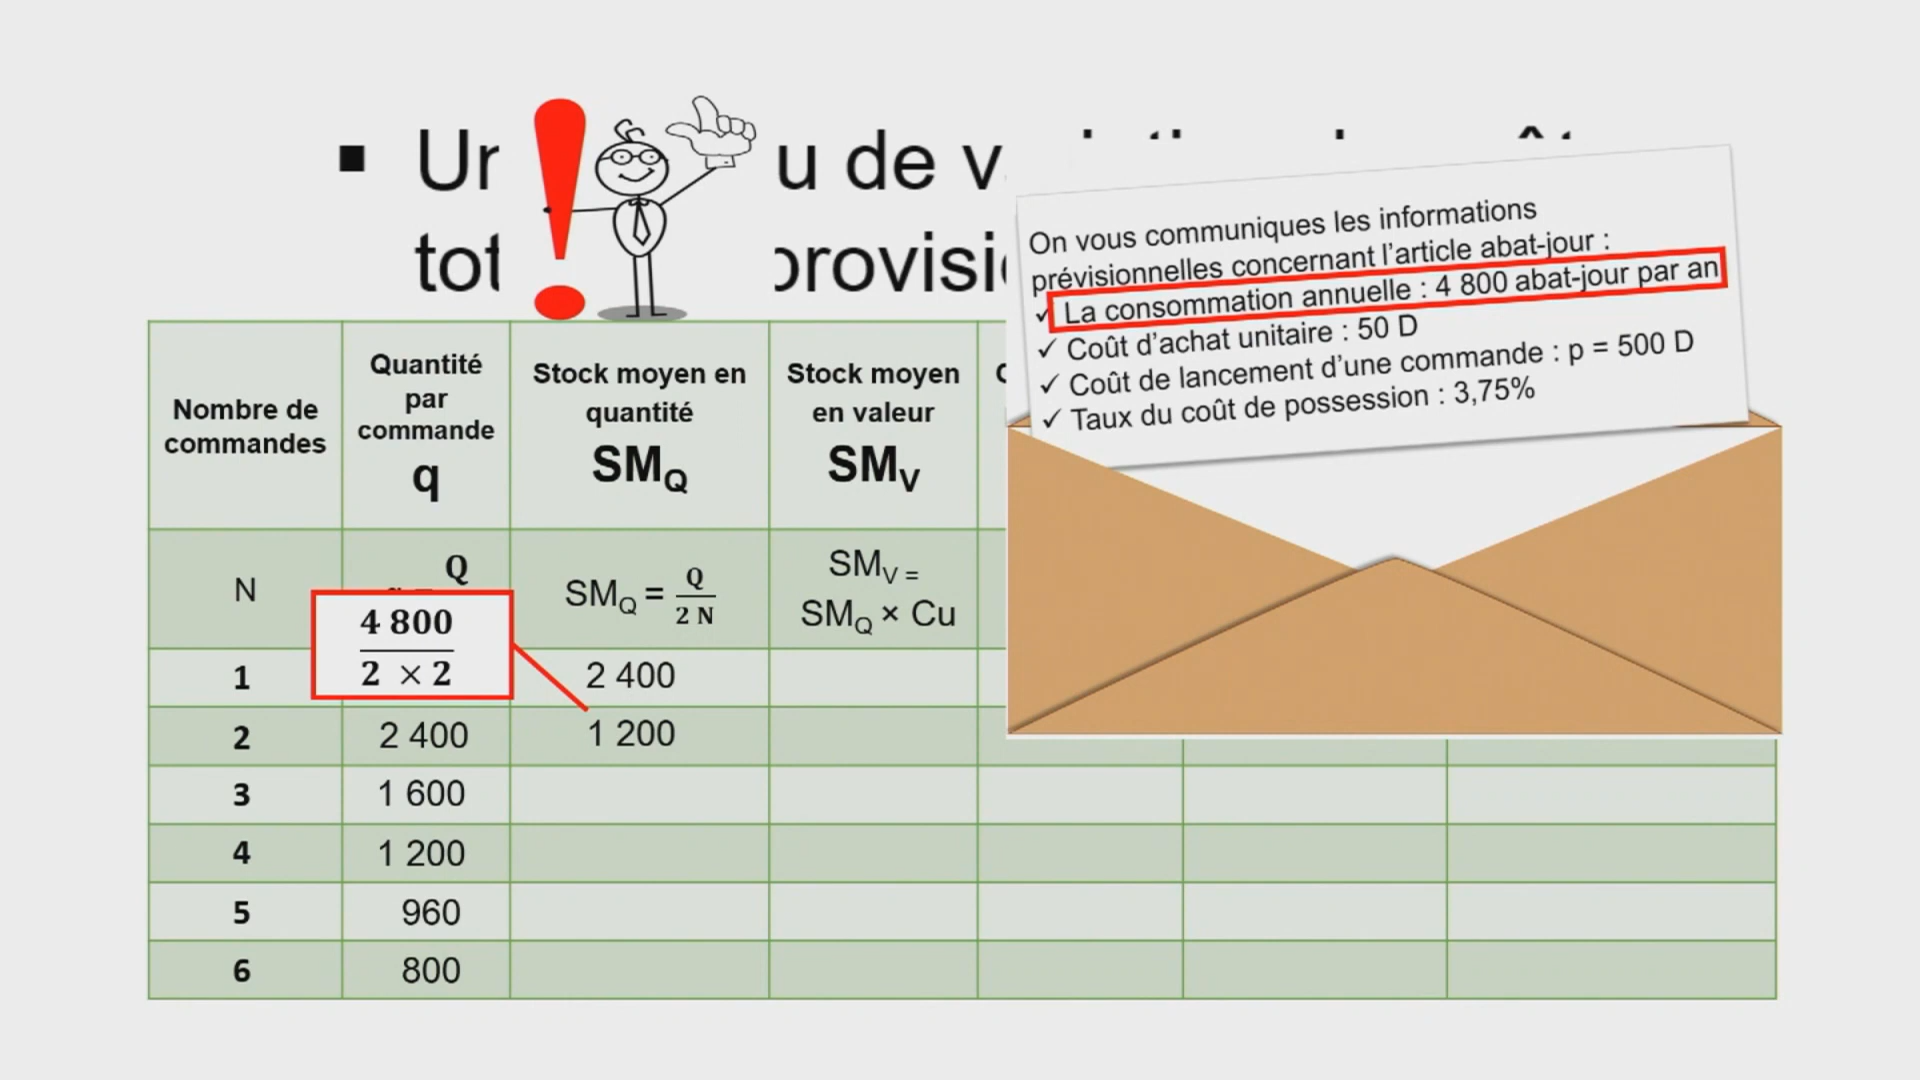 ▪ Un u de v
tot provisi
On vous communiques les informations
prévisionnelles concernant l'article abat-jour :
✓ La consommation annuelle : 4 800 abat-jour par an
✓ Coût d'achat unitaire : 50 D
✓ Coût de lancement d'une commande : p = 500 D
✓ Taux du coût de possession : 3,75%
Nombre de
commandes
Quantité
par
commande
q
Stock moyen en
quantité
SMQ
Stock moyen
en valeur
SMV
N
Q
SMQ = Q / 2 N
SMV =
SMQ × Cu
4 800
2 × 2
1 2 400
2 2 400 1 200
3 1 600
4 1 200
5 960
6 800